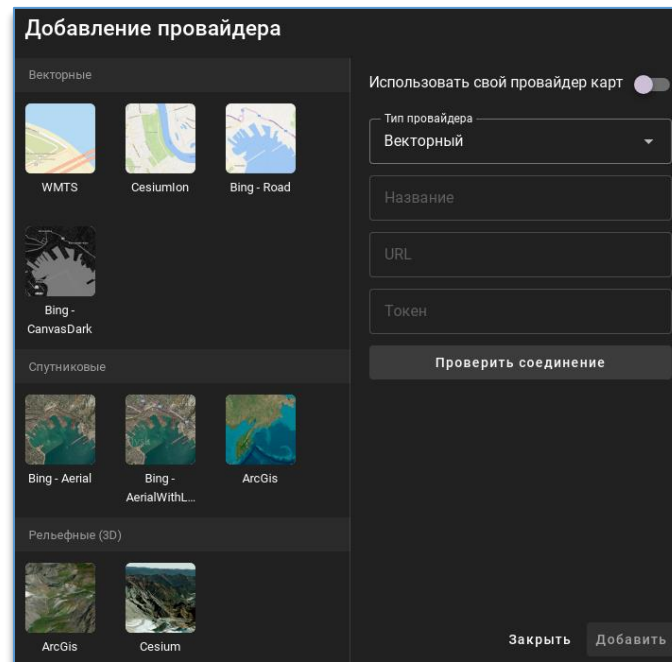 Добавление провайдера
Векторные
WMTS
CesiumIon
Bing - Road
Bing -
CanvasDark
Спутниковые
Bing - Aerial
Bing -
AerialWithL...
ArcGis
Рельефные (3D)
ArcGis
Cesium
Использовать свой провайдер карт
Тип провайдера
Векторный
Название
URL
Токен
Проверить соединение
Закрыть
Добавить